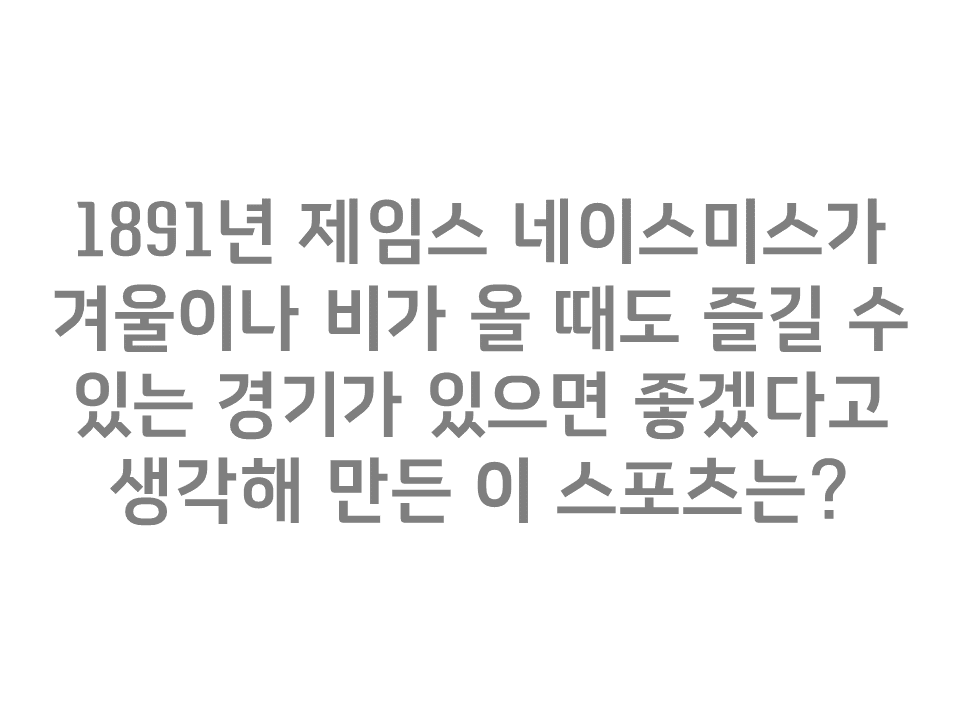 1891년 제임스 네이스미스가
겨울이나 비가 올 때도 즐길 수
있는 경기가 있으면 좋겠다고
생각해 만든 이 스포츠는?